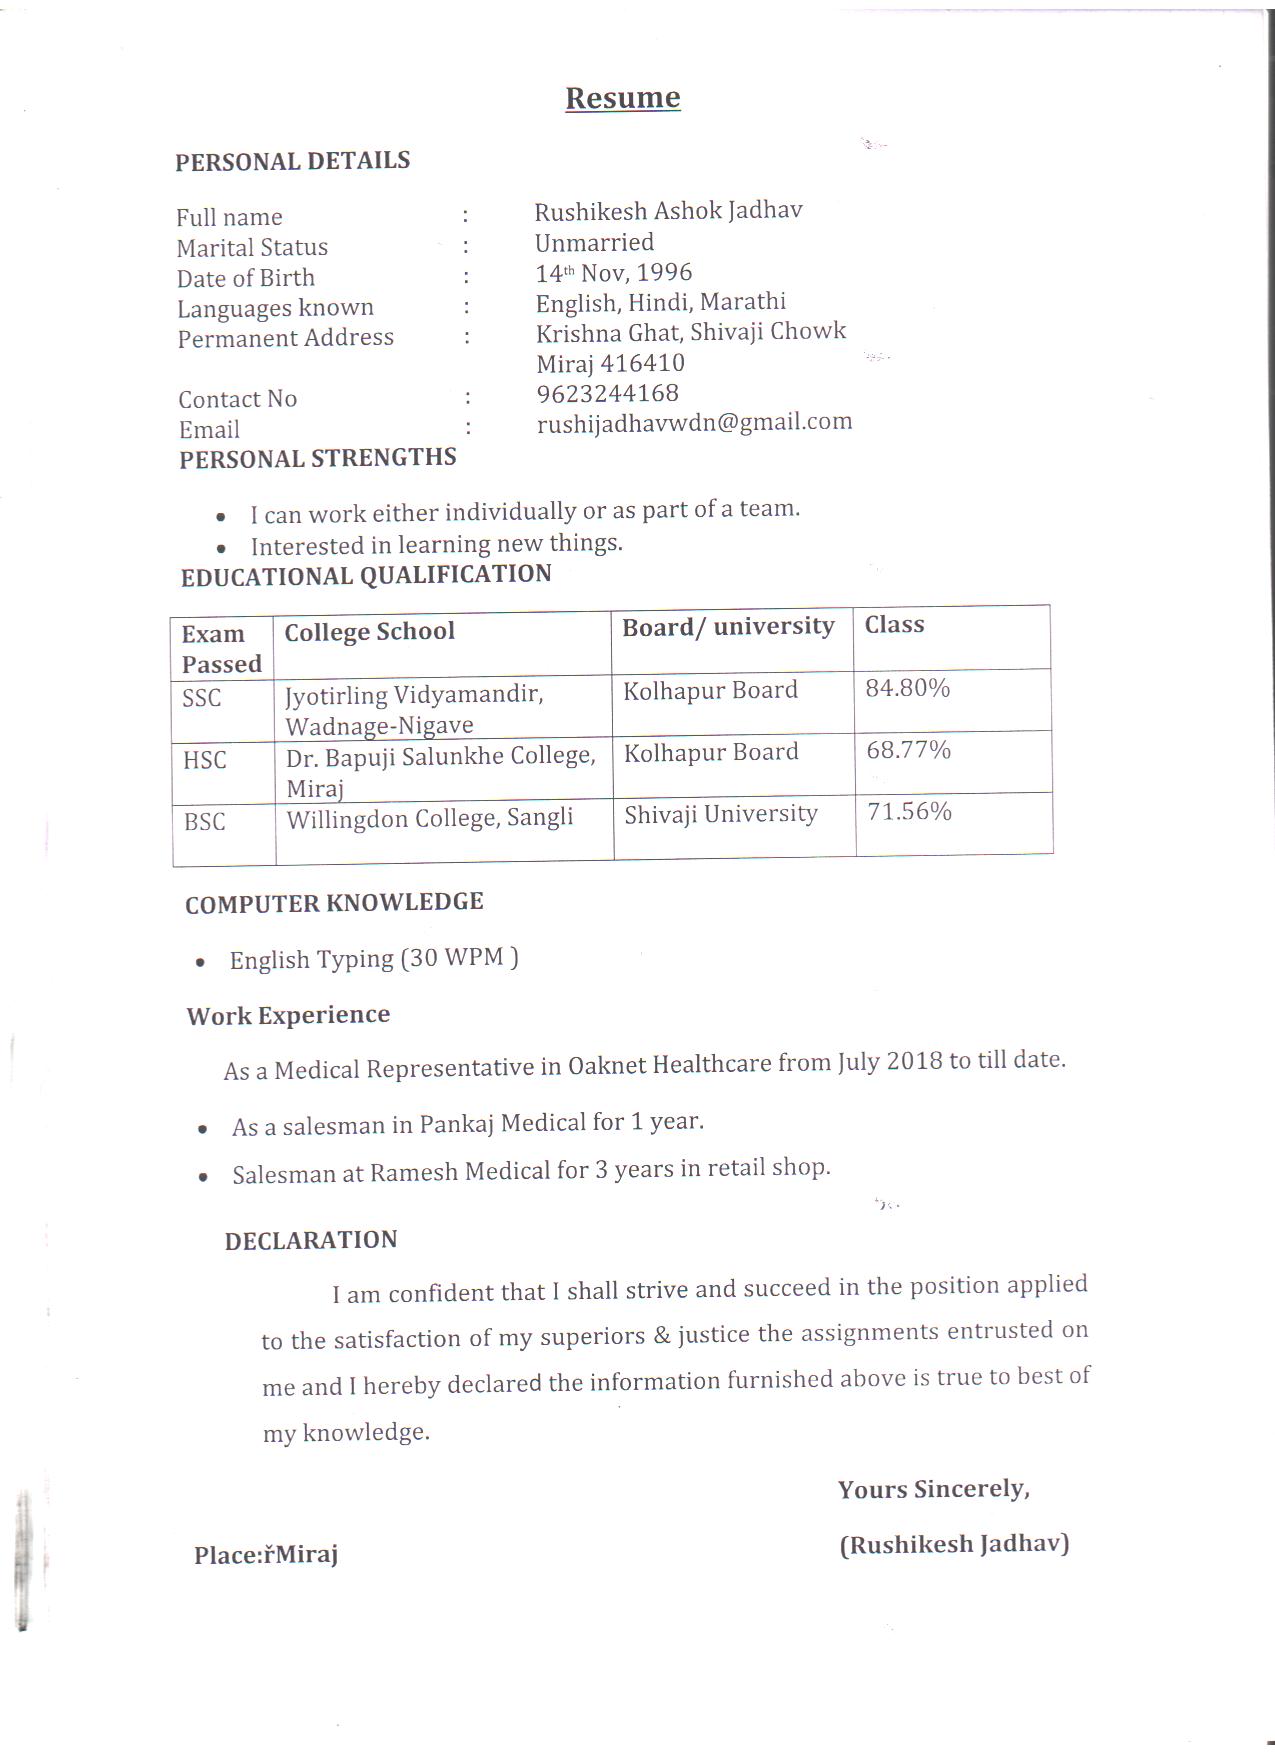 Resume
PERSONAL DETAILS
Full name : Rushikesh Ashok Jadhav
Marital Status : Unmarried
Date of Birth : 14th Nov, 1996
Languages known : English, Hindi, Marathi
Permanent Address : Krishna Ghat, Shivaji Chowk
Miraj 416410
Contact No : 9623244168
Email : rushijadhavwdn@gmail.com
PERSONAL STRENGTHS
• I can work either individually or as part of a team.
• Interested in learning new things.
EDUCATIONAL QUALIFICATION
Exam Passed College School Board/ university Class
SSC Jyotirling Vidyamandir, Wadnage-Nigave Kolhapur Board 84.80%
HSC Dr. Bapuji Salunkhe College, Miraj Kolhapur Board 68.77%
BSC Willingdon College, Sangli Shivaji University 71.56%
COMPUTER KNOWLEDGE
• English Typing (30 WPM )
Work Experience
As a Medical Representative in Oaknet Healthcare from July 2018 to till date.
• As a salesman in Pankaj Medical for 1 year.
• Salesman at Ramesh Medical for 3 years in retail shop.
DECLARATION
I am confident that I shall strive and succeed in the position applied
to the satisfaction of my superiors & justice the assignments entrusted on
me and I hereby declared the information furnished above is true to best of
my knowledge.
Yours Sincerely,
Place:řMiraj (Rushikesh Jadhav)